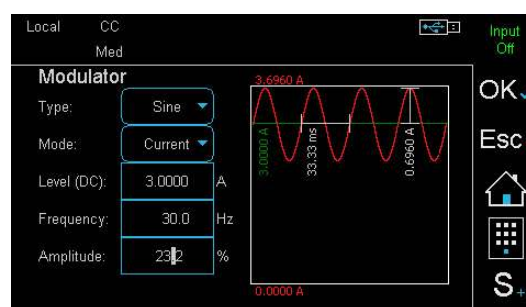 Local CC
Med
Input
Off
Modulator
Type: Sine
Mode: Current
Level (DC): 3.0000 A
Frequency: 30.0 Hz
Amplitude: 23.2 %
3.6960 A
3.0000 A
33.33 ms
0.6960 A
0.0000 A
OK
Esc
S+